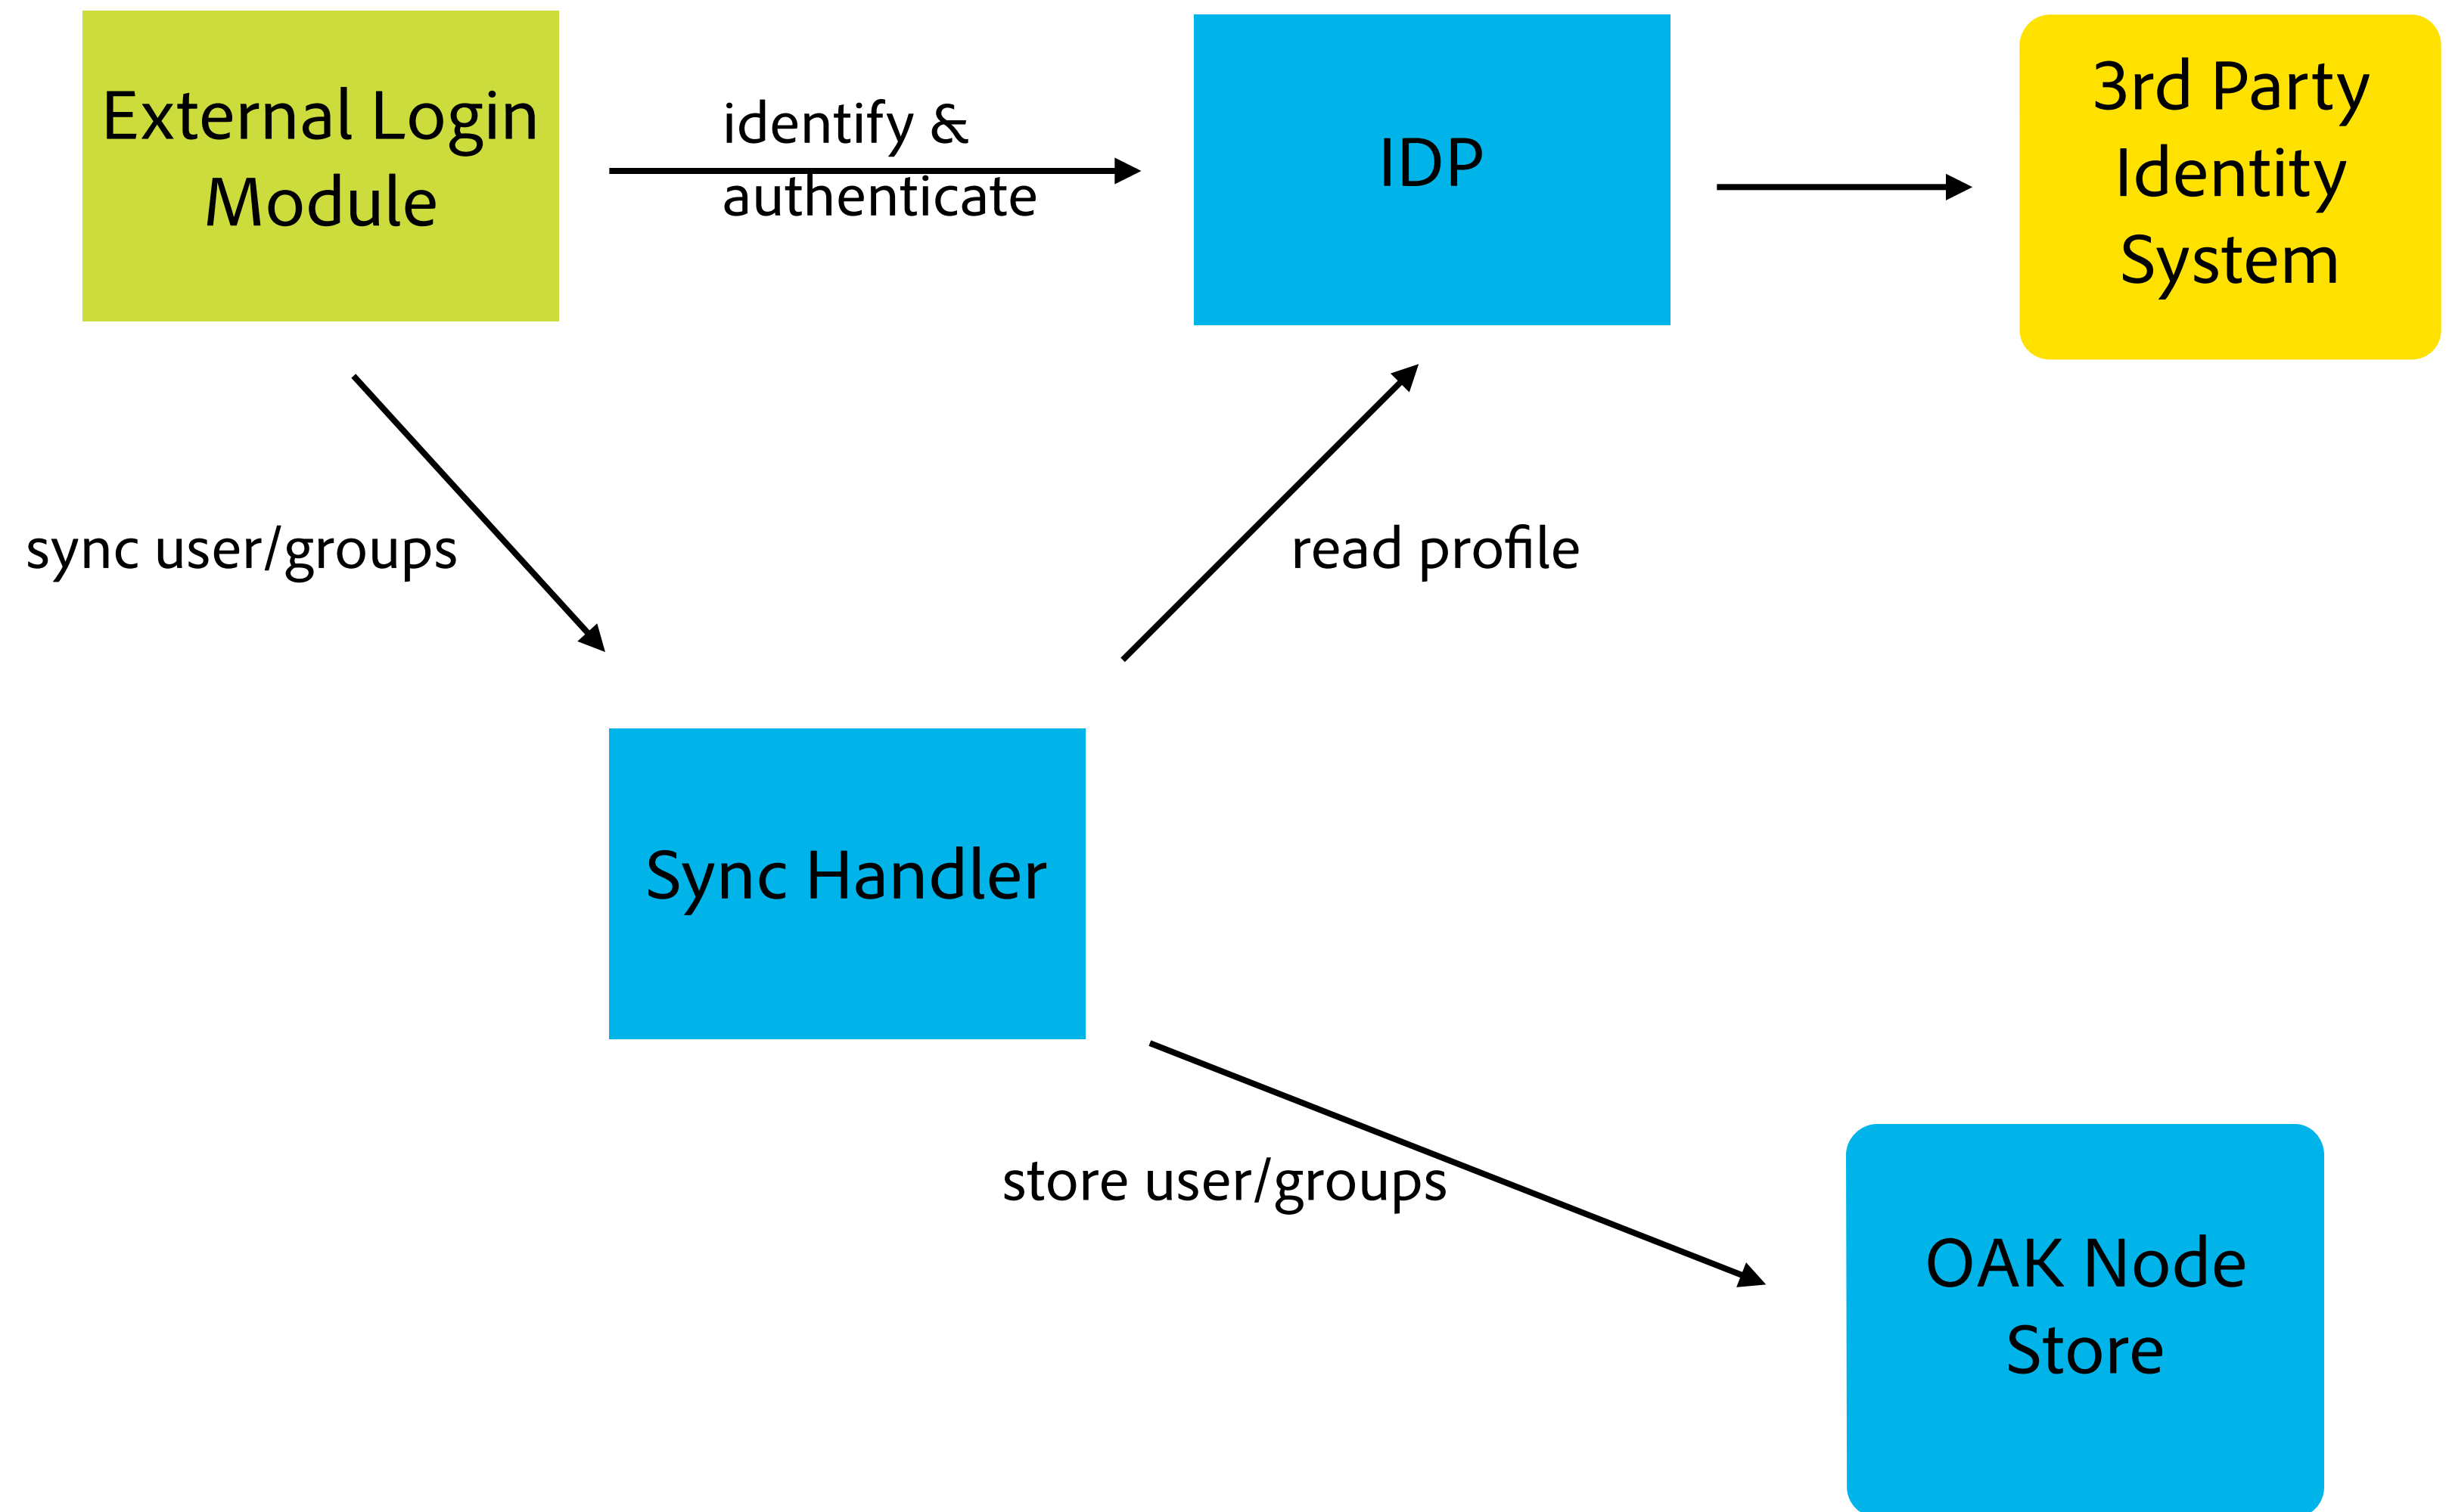 External Login
Module
identify &
authenticate
IDP
3rd Party
Identity
System
sync user/groups
read profile
Sync Handler
store user/groups
OAK Node
Store